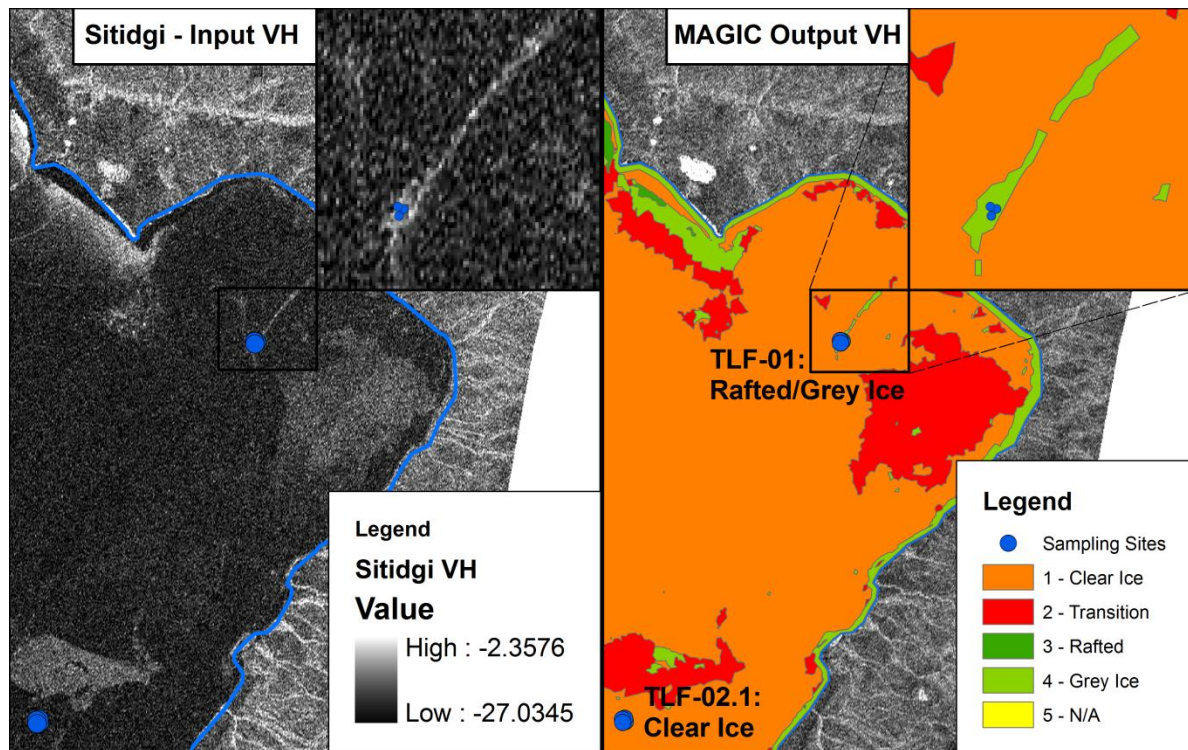 Sitidgi - Input VH
MAGIC Output VH
TLF-01:
Rafted/Grey Ice
TLF-02.1:
Clear Ice
Legend
Sitidgi VH
Value
High : -2.3576
Low : -27.0345
Legend
Sampling Sites
1 - Clear Ice
2 - Transition
3 - Rafted
4 - Grey Ice
5 - N/A